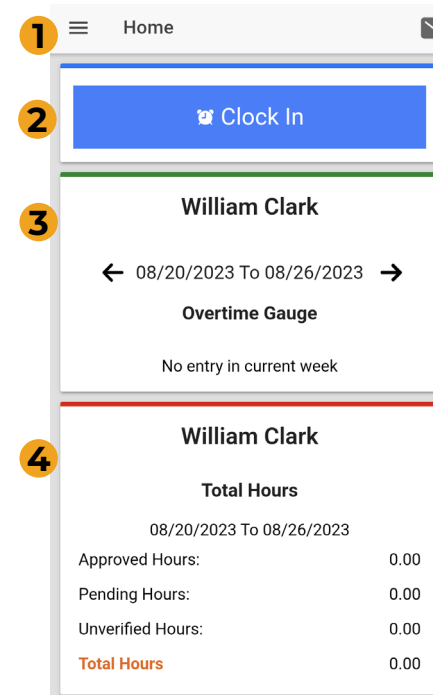 1
Home
2
Clock In
3
William Clark
08/20/2023 To 08/26/2023
Overtime Gauge
No entry in current week
4
William Clark
Total Hours
08/20/2023 To 08/26/2023
Approved Hours: 0.00
Pending Hours: 0.00
Unverified Hours: 0.00
Total Hours 0.00